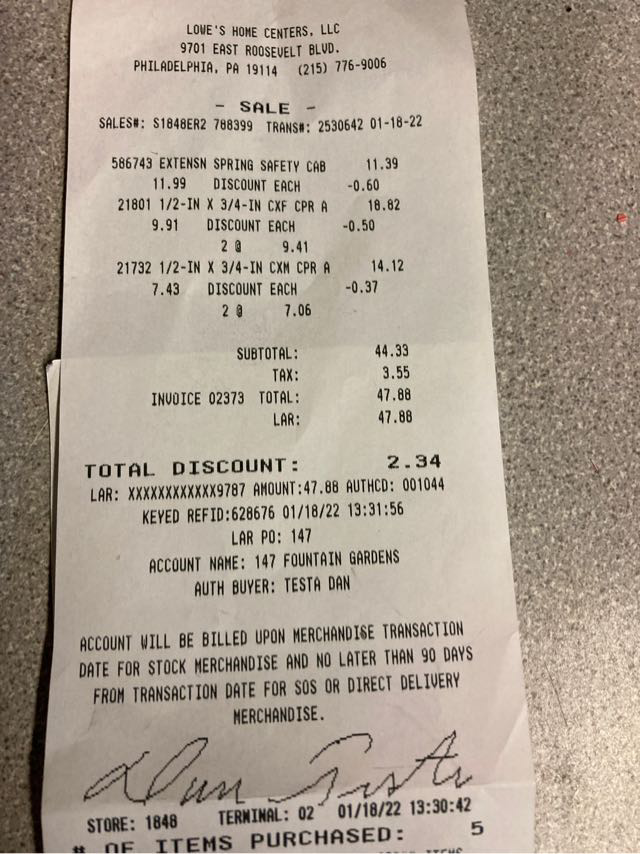 LOWE'S HOME CENTERS, LLC
9701 EAST ROOSEVELT BLVD.
PHILADELPHIA, PA 19114 (215) 776-9006
- SALE -
SALES#: S1848ER2 788399 TRANS#: 2530642 01-18-22
586743 EXTENSN SPRING SAFETY CAB 11.39
11.99 DISCOUNT EACH -0.60
21801 1/2-IN X 3/4-IN CXF CPR A 18.82
9.91 DISCOUNT EACH -0.50
2 @ 9.41
21732 1/2-IN X 3/4-IN CXM CPR A 14.12
7.43 DISCOUNT EACH -0.37
2 @ 7.06
SUBTOTAL: 44.33
TAX: 3.55
INVOICE 02373 TOTAL: 47.88
LAR: 47.88
TOTAL DISCOUNT: 2.34
LAR: XXXXXXXXXXXX9787 AMOUNT:47.88 AUTHCD: 001044
KEYED REFID:628676 01/18/22 13:31:56
LAR PO: 147
ACCOUNT NAME: 147 FOUNTAIN GARDENS
AUTH BUYER: TESTA DAN
ACCOUNT WILL BE BILLED UPON MERCHANDISE TRANSACTION
DATE FOR STOCK MERCHANDISE AND NO LATER THAN 90 DAYS
FROM TRANSACTION DATE FOR SOS OR DIRECT DELIVERY
MERCHANDISE.
Dan Testa
STORE: 1848 TERMINAL: 02 01/18/22 13:30:42
# OF ITEMS PURCHASED: 5